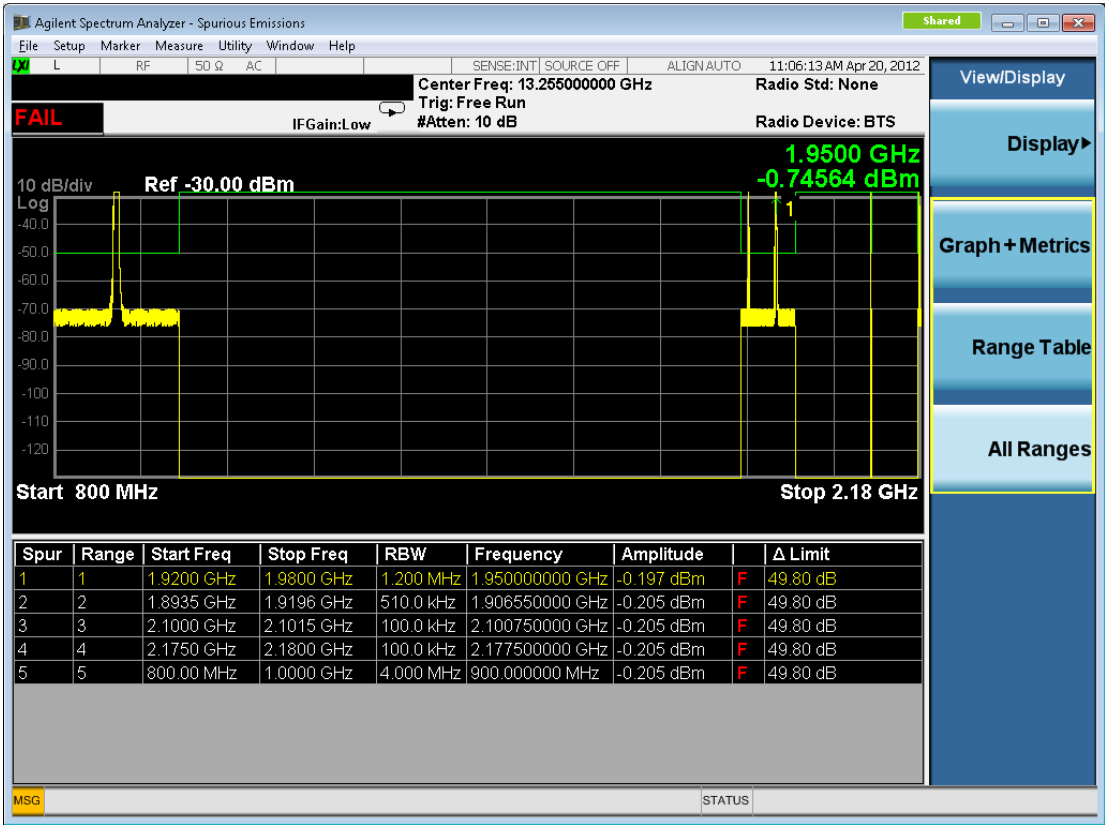 Agilent Spectrum Analyzer - Spurious Emissions Shared
File Setup Marker Measure Utility Window Help
LXI L RF 50 Ω AC SENSE:INT SOURCE OFF ALIGN AUTO 11:06:13 AM Apr 20, 2012
Center Freq: 13.255000000 GHz Radio Std: None
Trig: Free Run
FAIL IFGain:Low #Atten: 10 dB Radio Device: BTS
1.9500 GHz
-0.74564 dBm
10 dB/div Ref -30.00 dBm
Log
1
-40.0
-50.0
-60.0
-70.0
-80.0
-90.0
-100
-110
-120
Start 800 MHz Stop 2.18 GHz
Spur Range Start Freq Stop Freq RBW Frequency Amplitude Δ Limit
1 1 1.9200 GHz 1.9800 GHz 1.200 MHz 1.950000000 GHz -0.197 dBm F 49.80 dB
2 2 1.8935 GHz 1.9196 GHz 510.0 kHz 1.906550000 GHz -0.205 dBm F 49.80 dB
3 3 2.1000 GHz 2.1015 GHz 100.0 kHz 2.100750000 GHz -0.205 dBm F 49.80 dB
4 4 2.1750 GHz 2.1800 GHz 100.0 kHz 2.177500000 GHz -0.205 dBm F 49.80 dB
5 5 800.00 MHz 1.0000 GHz 4.000 MHz 900.000000 MHz -0.205 dBm F 49.80 dB
MSG STATUS
View/Display
Display
Graph + Metrics
Range Table
All Ranges